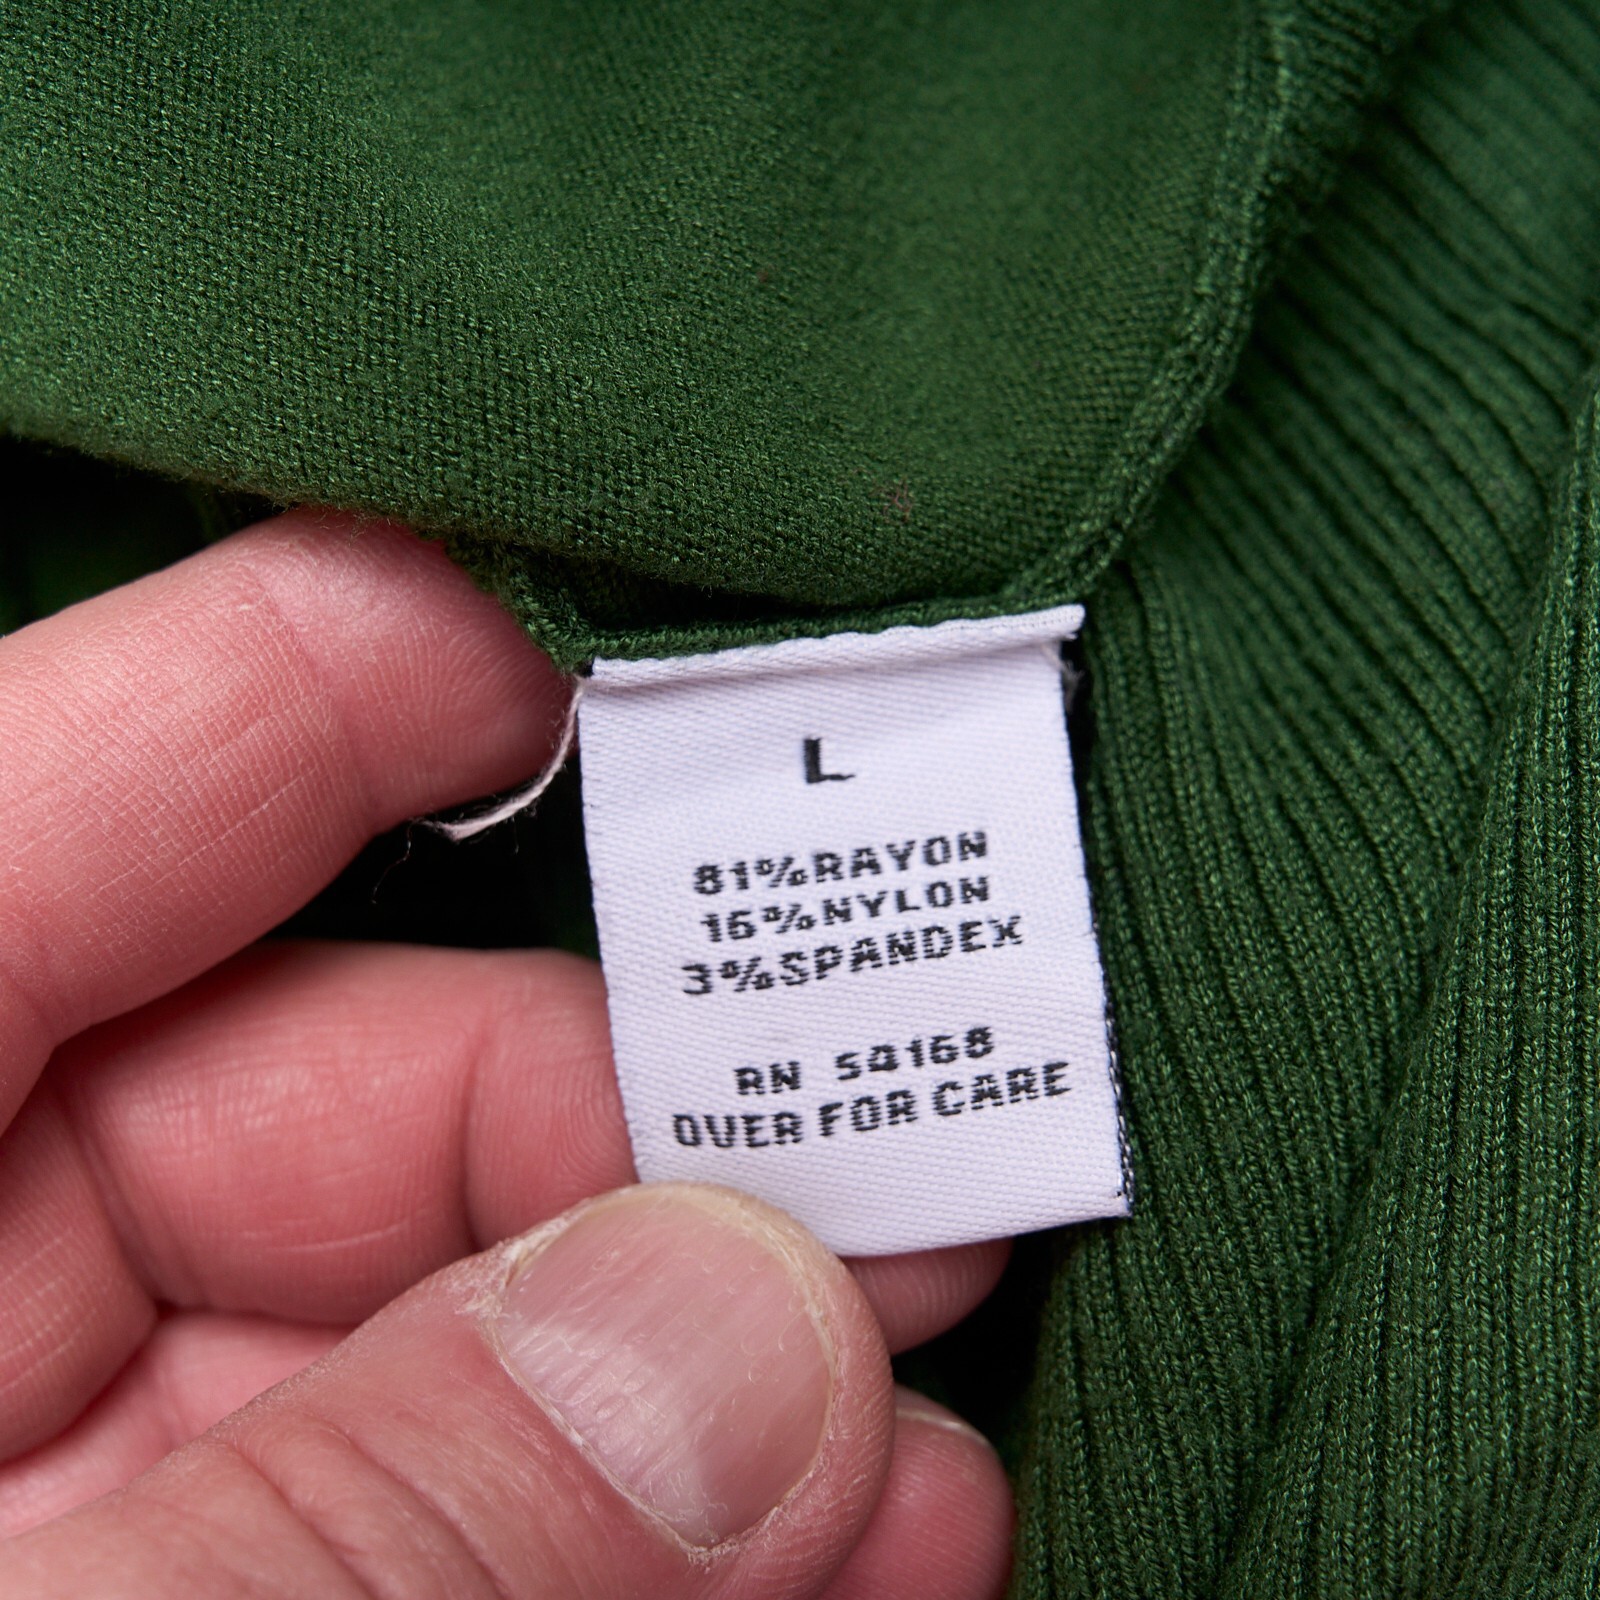 L
81%RAYON
16%NYLON
3%SPANDEX
RN 54168
OVER FOR CARE